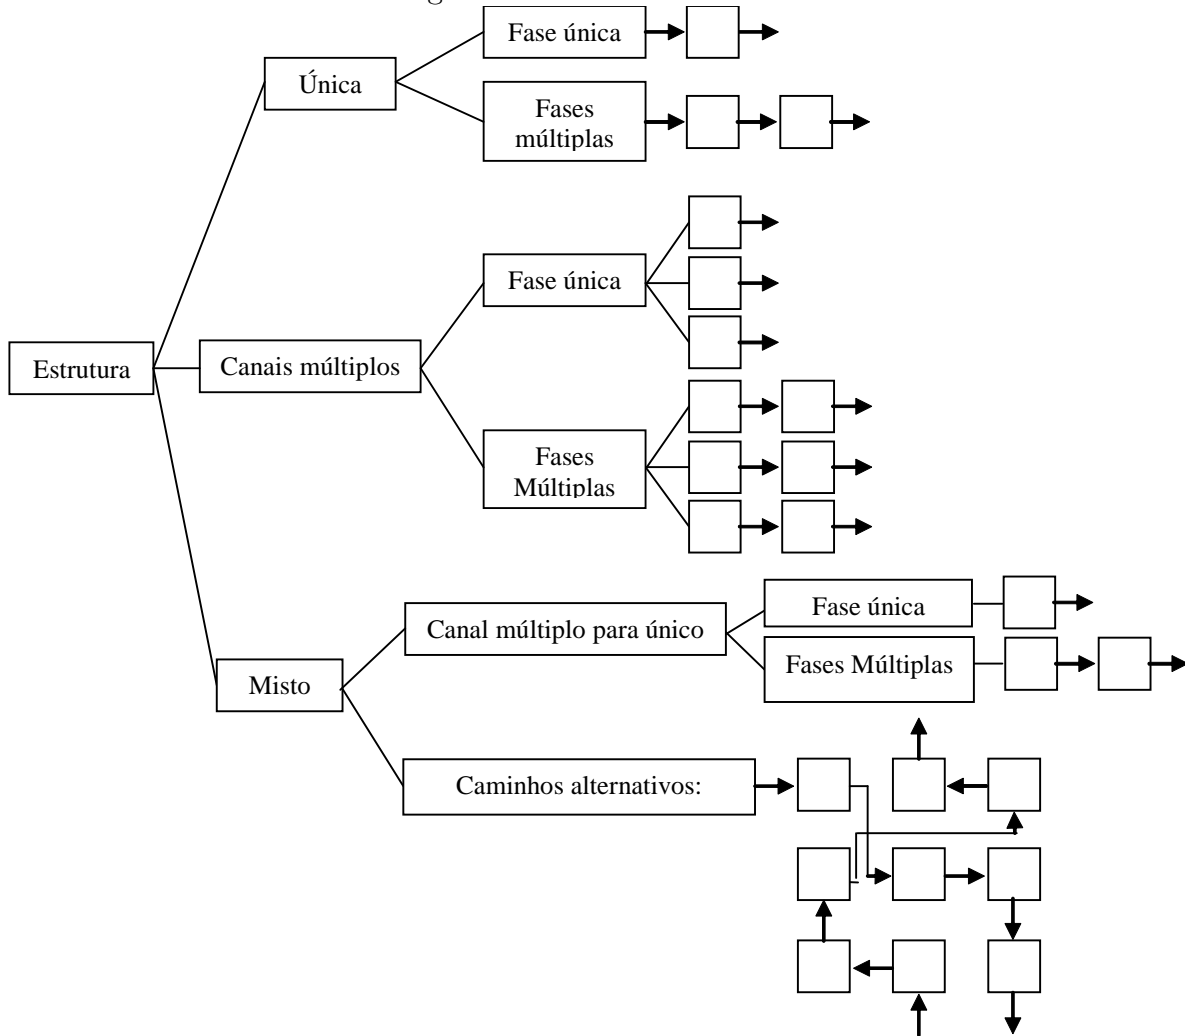 Fase única
Única
Fases
múltiplas
Fase única
Estrutura
Canais múltiplos
Fases
Múltiplas
Canal múltiplo para único
Fase única
Fases Múltiplas
Misto
Caminhos alternativos: